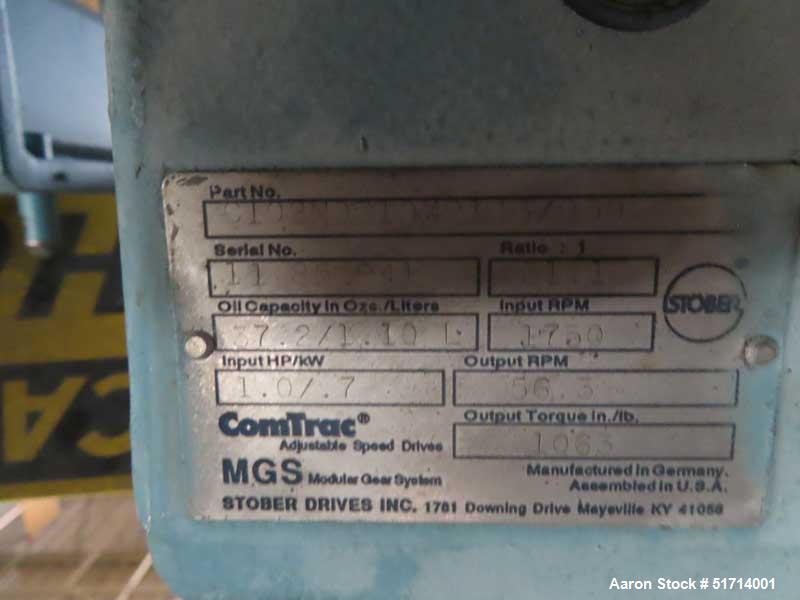 Part No.
Serial No.
Ratio : 1
Oil Capacity in Ozs./Liters
Input RPM
37.2/1.10 L
1750
STOBER
®
Input HP/kW
Output RPM
1.0/.7
56.3
ComTrac®
Output Torque in./lb.
Adjustable Speed Drives
1063
MGS Modular Gear System
Manufactured in Germany.
Assembled in U.S.A.
STOBER DRIVES INC. 1781 Downing Drive Maysville KY 41056
CA
Aaron Stock # 51714001